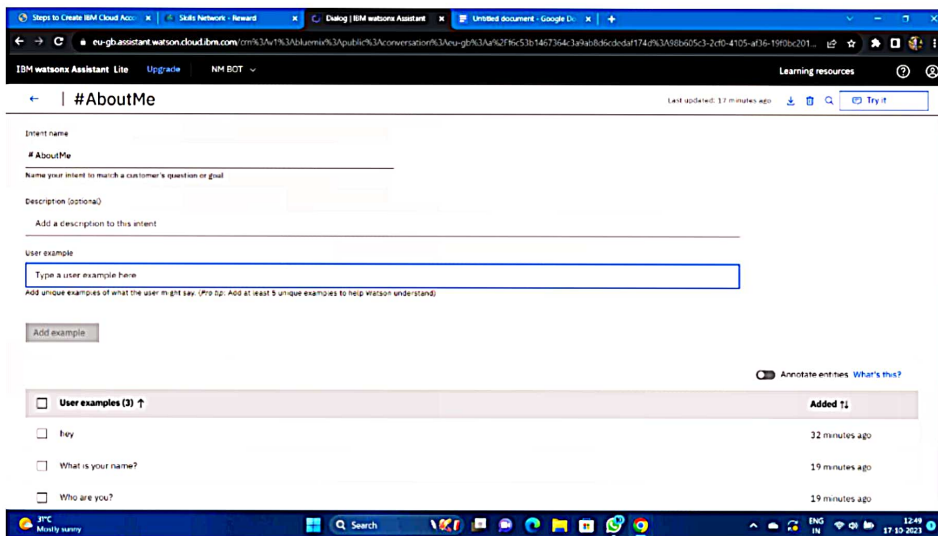 Steps to Create IBM Cloud Acco
Skills Network - Reward
Dialog | IBM watsonx Assistant
Untitled document - Google Do
IBM watsonx Assistant Lite Upgrade NM BOT Learning resources
#AboutMe
Last updated: 17 minutes ago
Try it
Intent name
# AboutMe
Name your intent to match a customer's question or goal
Description (optional)
Add a description to this intent
User example
Type a user example here
Add unique examples of what the user might say. (Pro tip: Add at least 5 unique examples to help Watson understand)
Add example
Annotate entities What's this?
User examples (3) ↑ Added ↑↓
hey 32 minutes ago
What is your name? 19 minutes ago
Who are you? 19 minutes ago
31°C
Mostly sunny
Search
ENG
IN
12:49
17-10-2023